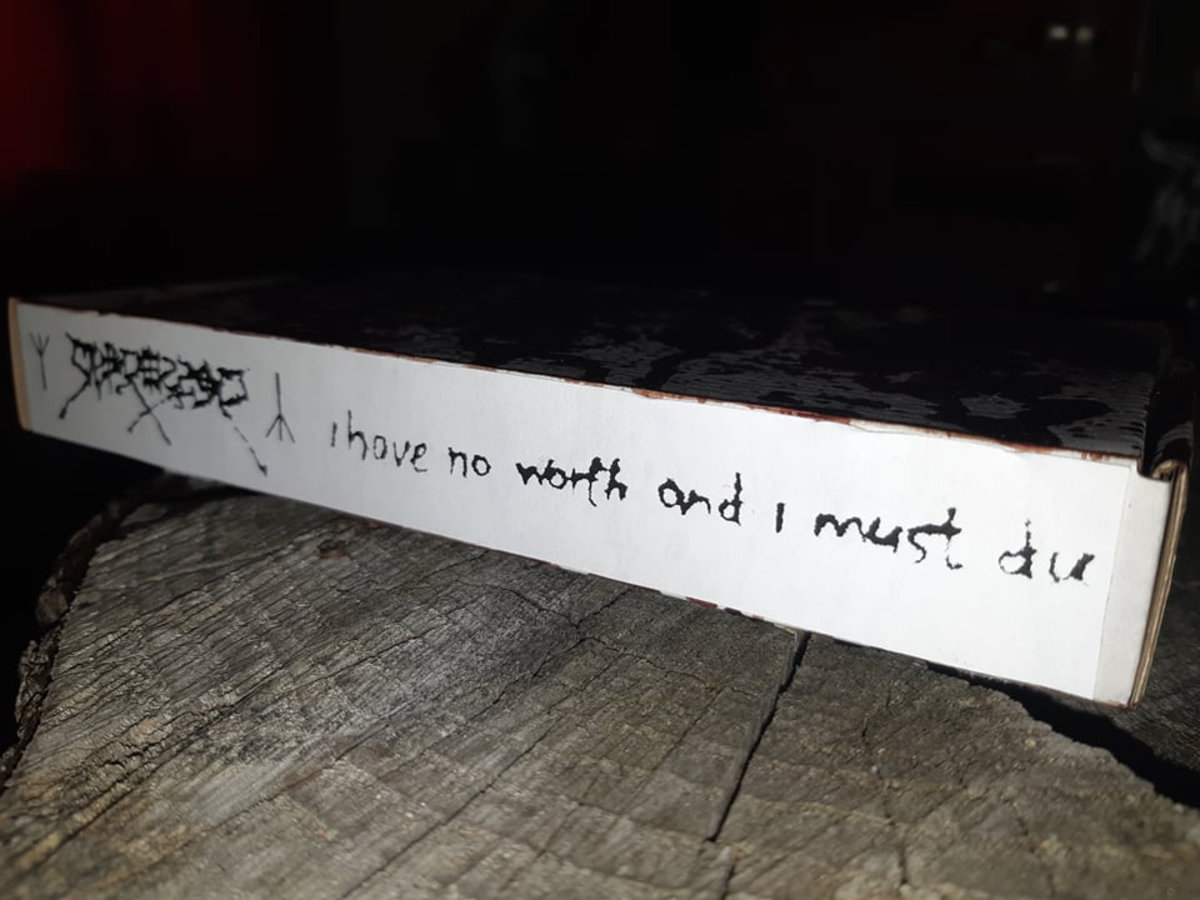 ᛉ ᛦ i have no worth and i must du